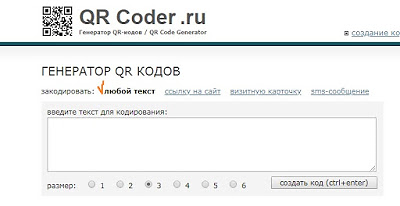 QR Coder .ru
Генератор QR-кодов / QR Code Generator
создание ко
ГЕНЕРАТОР QR КОДОВ
закодировать: любой текст ссылку на сайт визитную карточку sms-сообщение
введите текст для кодирования:
размер: 1 2 3 4 5 6 создать код (ctrl+enter)